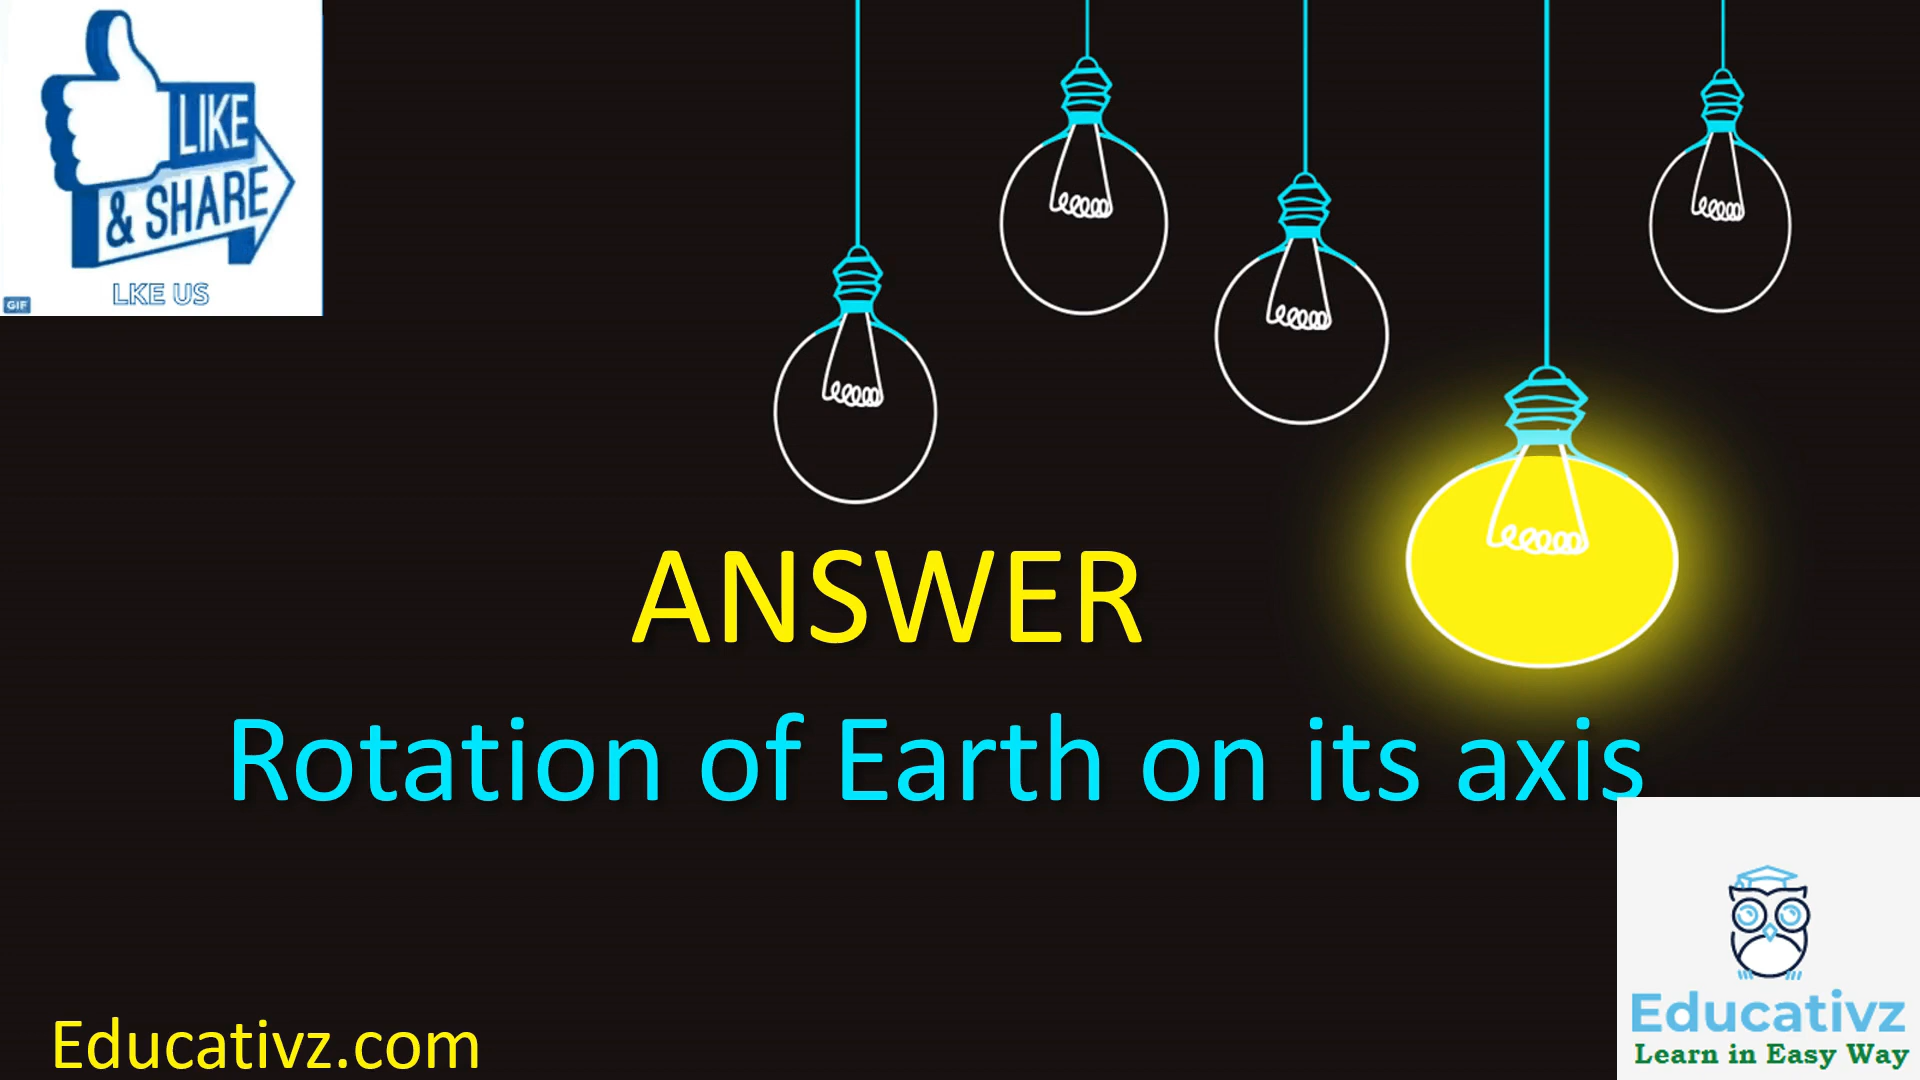 LIKE
& SHARE
LKE US
GIF
ANSWER
Rotation of Earth on its axis
Educativz
Learn in Easy Way
Educativz.com